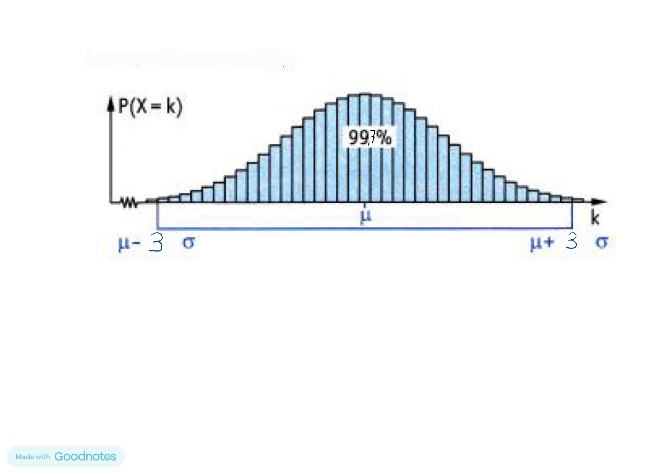 P(X = k)
99,7%
μ
k
μ- 3 σ
μ+ 3 σ
Made with Goodnotes